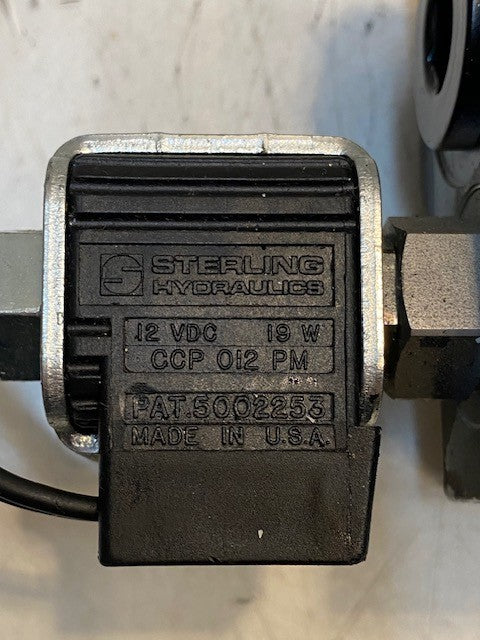 STERLING
HYDRAULICS
12 VDC 19 W
CCP 012 PM
PAT.5002253
MADE IN U.S.A.